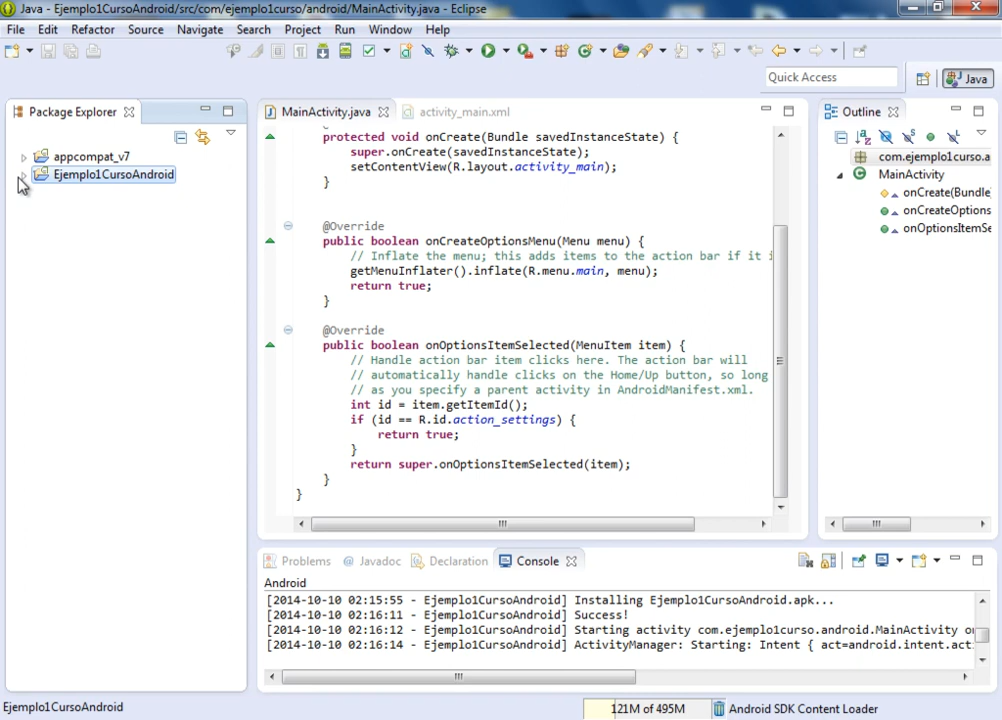 Java - Ejemplo1CursoAndroid/src/com/ejemplo1curso/android/MainActivity.java - Eclipse
File Edit Refactor Source Navigate Search Project Run Window Help
Quick Access
Java
Package Explorer
appcompat_v7
Ejemplo1CursoAndroid
MainActivity.java
activity_main.xml
protected void onCreate(Bundle savedInstanceState) {
super.onCreate(savedInstanceState);
setContentView(R.layout.activity_main);
}
@Override
public boolean onCreateOptionsMenu(Menu menu) {
// Inflate the menu; this adds items to the action bar if it i
getMenuInflater().inflate(R.menu.main, menu);
return true;
}
@Override
public boolean onOptionsItemSelected(MenuItem item) {
// Handle action bar item clicks here. The action bar will
// automatically handle clicks on the Home/Up button, so long
// as you specify a parent activity in AndroidManifest.xml.
int id = item.getItemId();
if (id == R.id.action_settings) {
return true;
}
return super.onOptionsItemSelected(item);
}
}
Outline
com.ejemplo1curso.a
MainActivity
onCreate(Bundle
onCreateOptions
onOptionsItemSe
Problems @ Javadoc Declaration Console
Android
[2014-10-10 02:15:55 - Ejemplo1CursoAndroid] Installing Ejemplo1CursoAndroid.apk...
[2014-10-10 02:16:11 - Ejemplo1CursoAndroid] Success!
[2014-10-10 02:16:12 - Ejemplo1CursoAndroid] Starting activity com.ejemplo1curso.android.MainActivity o
[2014-10-10 02:16:14 - Ejemplo1CursoAndroid] ActivityManager: Starting: Intent { act=android.intent.act
Ejemplo1CursoAndroid
121M of 495M
Android SDK Content Loader